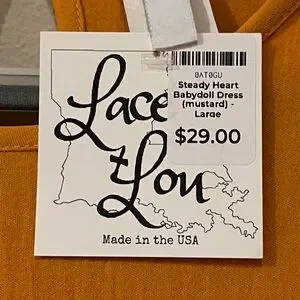 0AT0GU
Steady Heart
Babydoll Dress
(mustard) -
Large
$29.00
Lace
+
Lou
Made in the USA